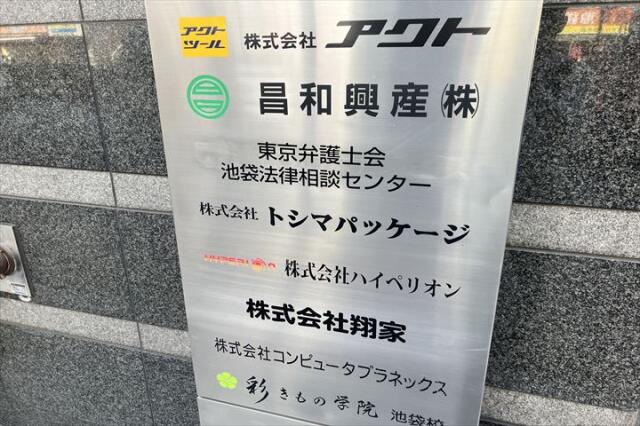 アクト
ツール
株式会社 アクト
昌和興産㈱
東京弁護士会
池袋法律相談センター
株式会社 トシマパッケージ
株式会社ハイペリオン
株式会社翔家
株式会社コンピュータプラネックス
彩きもの学院 池袋校